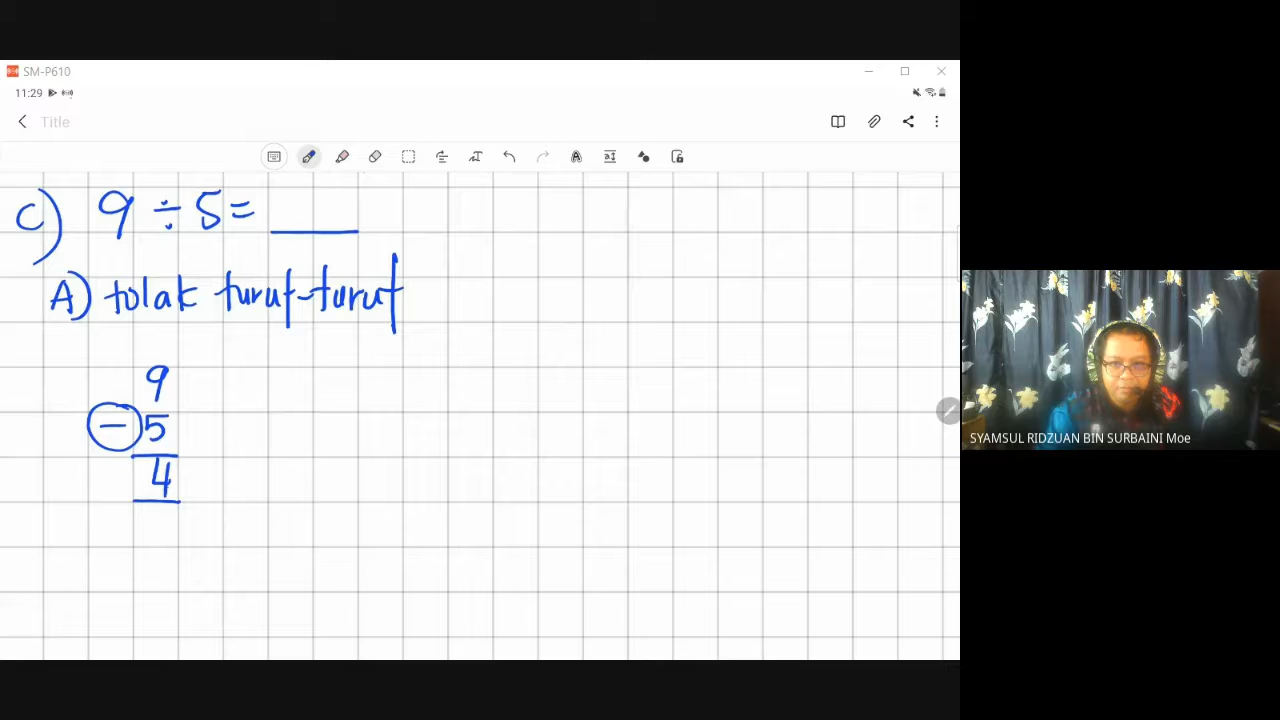 SM-P610
11:29
Title
C) 9 ÷ 5 = ____
A) tolak turut-turut
9
− 5
4
SYAMSUL RIDZUAN BIN SURBAINI Moe